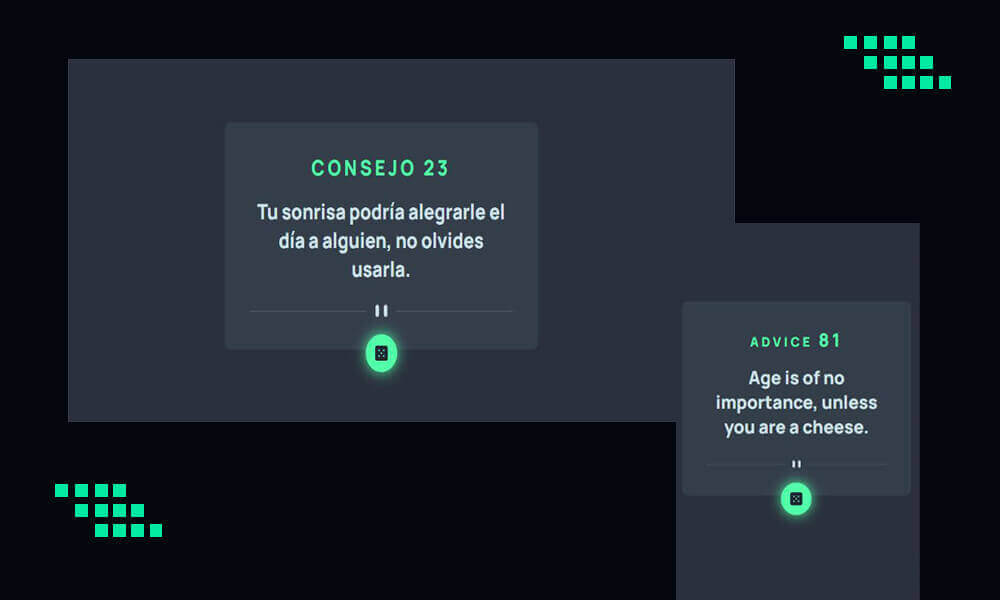 CONSEJO 23
Tu sonrisa podría alegrarle el
día a alguien, no olvides
usarla.
ADVICE 81
Age is of no
importance, unless
you are a cheese.